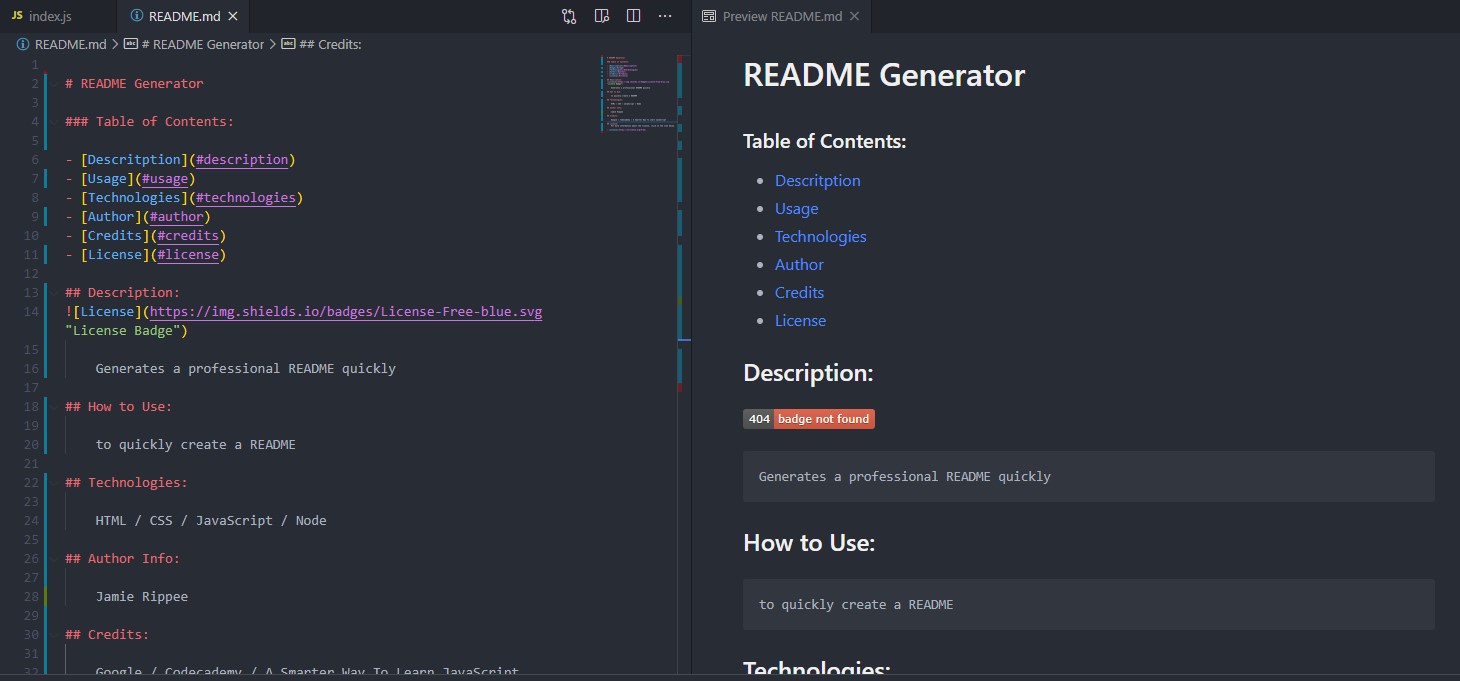 JS index.js
README.md
Preview README.md
README.md > # README Generator > ## Credits:
1
2 # README Generator
3
4 ### Table of Contents:
5
6 - [Descritption](#description)
7 - [Usage](#usage)
8 - [Technologies](#technologies)
9 - [Author](#author)
10 - [Credits](#credits)
11 - [License](#license)
12
13 ## Description:
14 ![License](https://img.shields.io/badges/License-Free-blue.svg
"License Badge")
15
16 Generates a professional README quickly
17
18 ## How to Use:
19
20 to quickly create a README
21
22 ## Technologies:
23
24 HTML / CSS / JavaScript / Node
25
26 ## Author Info:
27
28 Jamie Rippee
29
30 ## Credits:
31
32 Google / Codecademy / A Smarter Way To Learn JavaScript
README Generator
Table of Contents:
Descritption
Usage
Technologies
Author
Credits
License
Description:
404 badge not found
Generates a professional README quickly
How to Use:
to quickly create a README
Technologies: